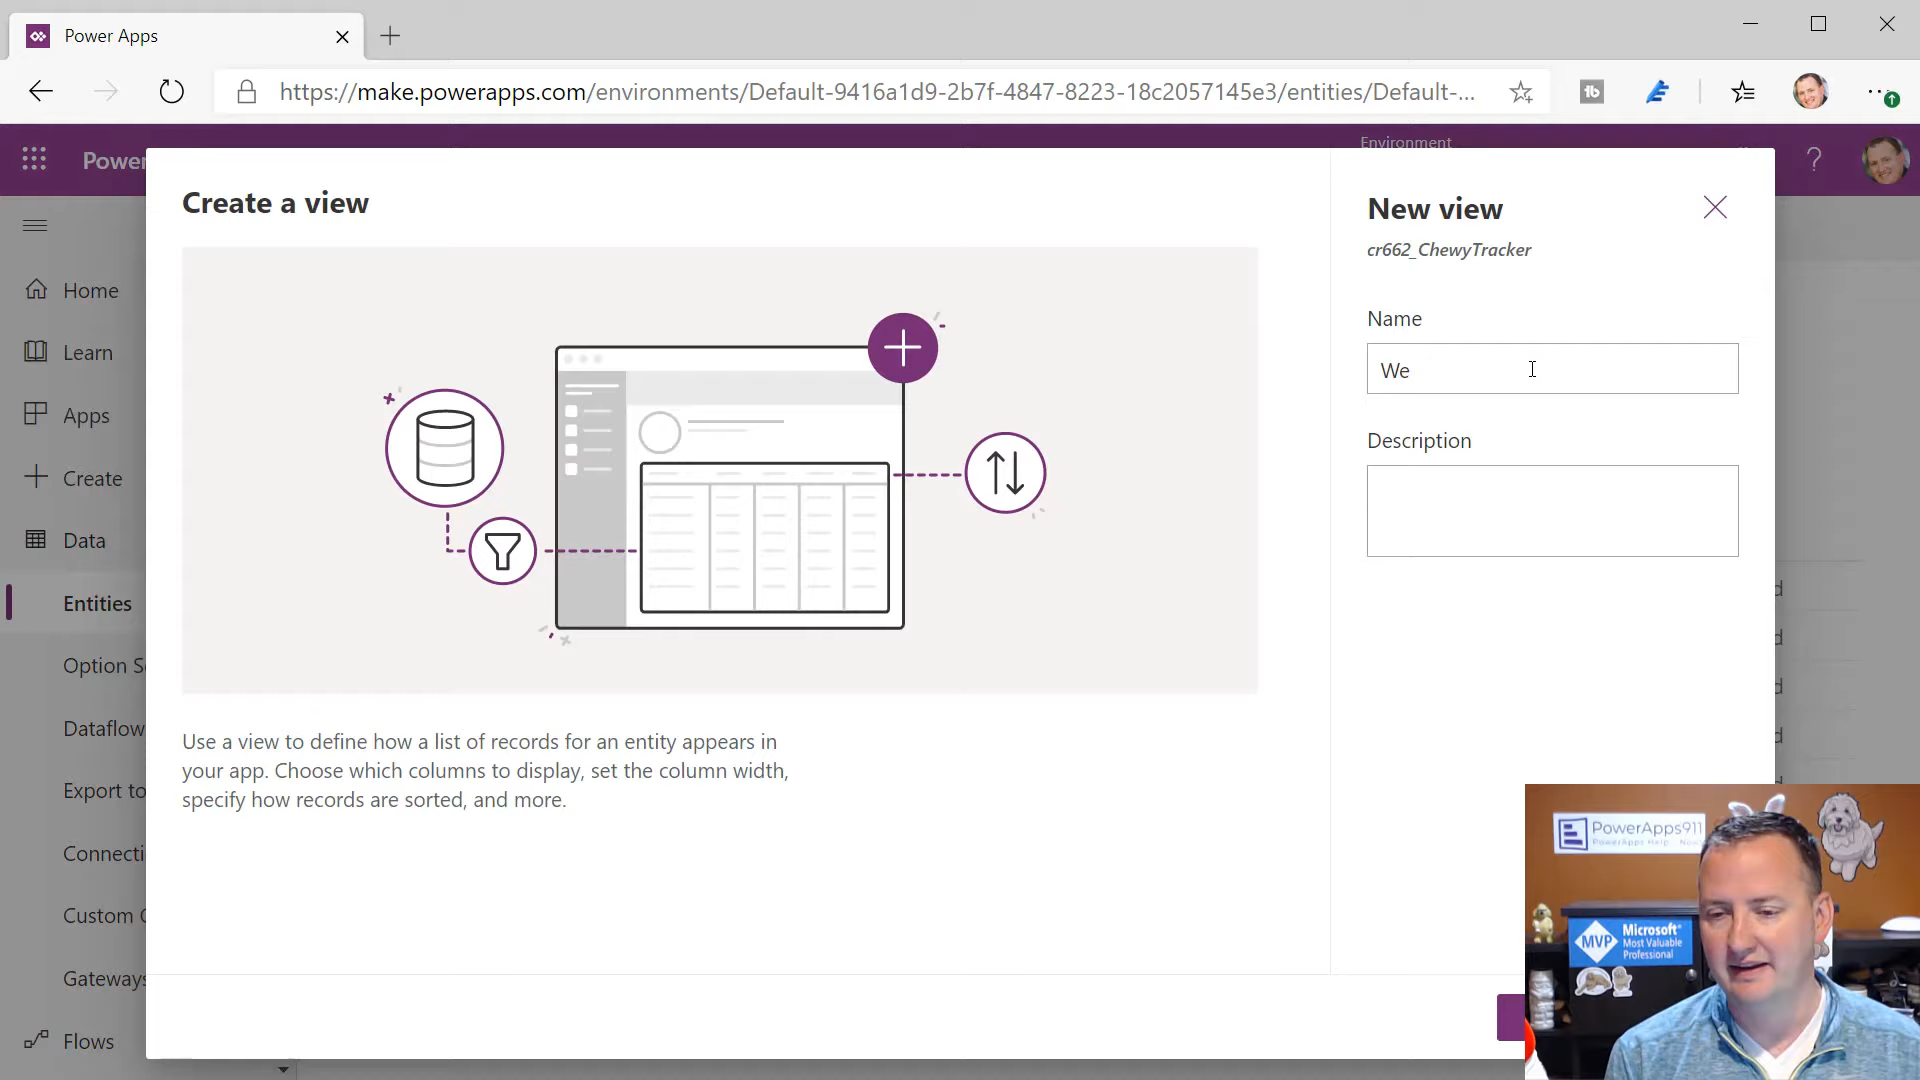 Power Apps
https://make.powerapps.com/environments/Default-9416a1d9-2b7f-4847-8223-18c2057145e3/entities/Default-...
Environment
Power
Create a view
New view
cr662_ChewyTracker
Name
We
Description
Home
Learn
Apps
Create
Data
Entities
Option Se
Dataflow
Export to
Connecti
Custom C
Gateways
Flows
Use a view to define how a list of records for an entity appears in
your app. Choose which columns to display, set the column width,
specify how records are sorted, and more.
PowerApps911
PowerApps Help
MVP
Microsoft®
Most Valuable
Professional